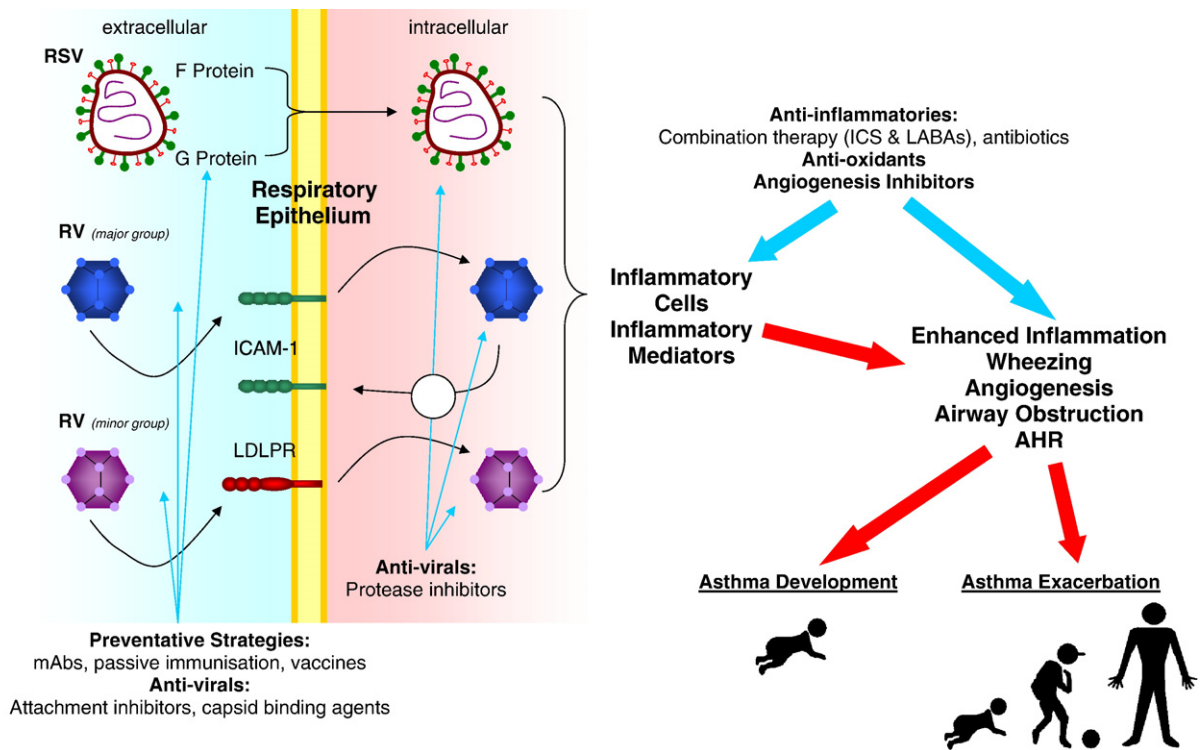 extracellular
intracellular
RSV
F Protein
G Protein
Respiratory
Epithelium
RV (major group)
ICAM-1
RV (minor group)
LDLPR
Anti-virals:
Protease inhibitors
Preventative Strategies:
mAbs, passive immunisation, vaccines
Anti-virals:
Attachment inhibitors, capsid binding agents
Anti-inflammatories:
Combination therapy (ICS & LABAs), antibiotics
Anti-oxidants
Angiogenesis Inhibitors
Inflammatory
Cells
Inflammatory
Mediators
Enhanced Inflammation
Wheezing
Angiogenesis
Airway Obstruction
AHR
Asthma Development
Asthma Exacerbation